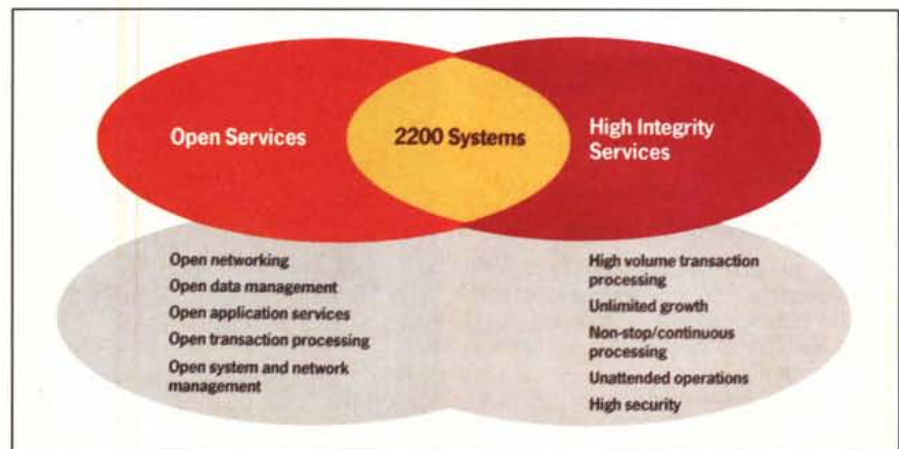 Open Services
2200 Systems
High Integrity
Services
Open networking
Open data management
Open application services
Open transaction processing
Open system and network
management
High volume transaction
processing
Unlimited growth
Non-stop/continuous
processing
Unattended operations
High security